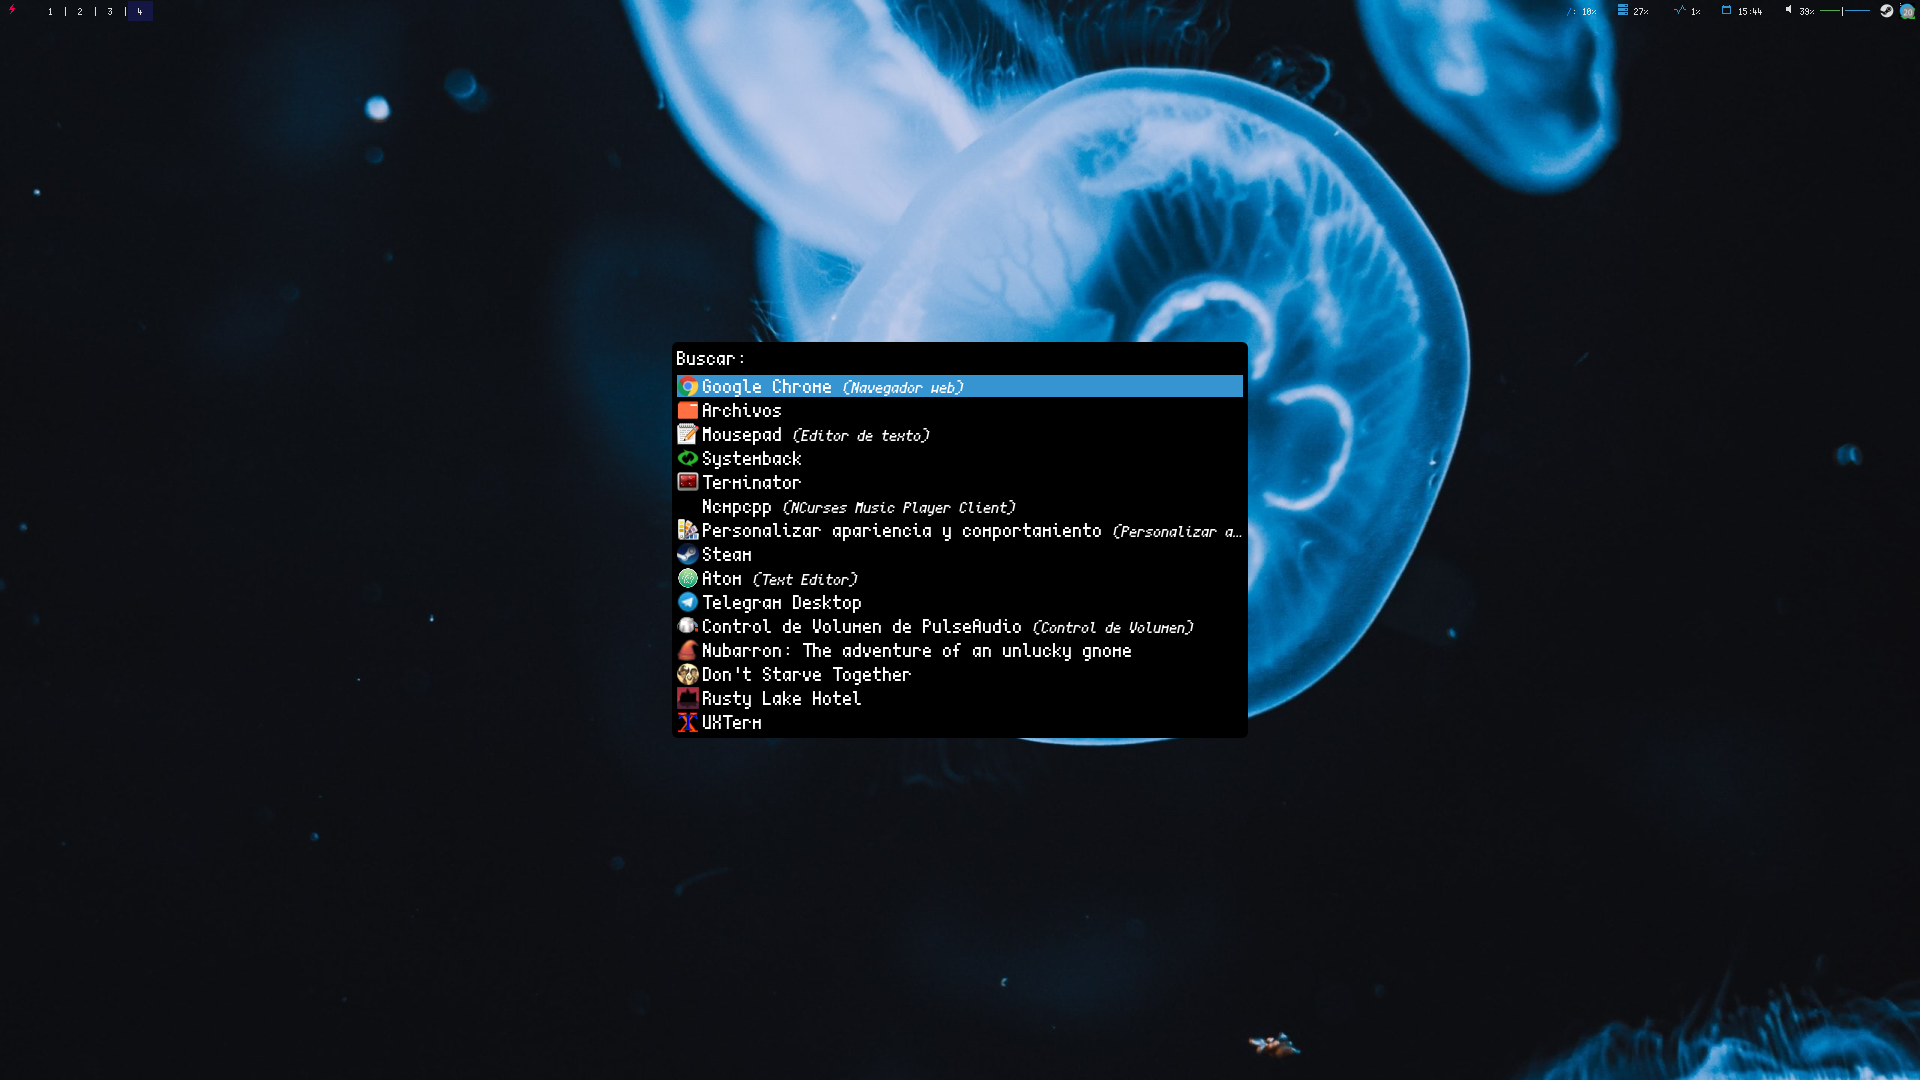 1 | 2 | 3 | 4
/: 10% 27% 1% 15:44 39% 20
Buscar:
Google Chrome (Navegador web)
Archivos
Mousepad (Editor de texto)
Systemback
Terminator
Ncmpcpp (NCurses Music Player Client)
Personalizar apariencia y comportamiento (Personalizar a…
Steam
Atom (Text Editor)
Telegram Desktop
Control de Volumen de PulseAudio (Control de Volumen)
Nubarron: The adventure of an unlucky gnome
Don't Starve Together
Rusty Lake Hotel
UXTerm